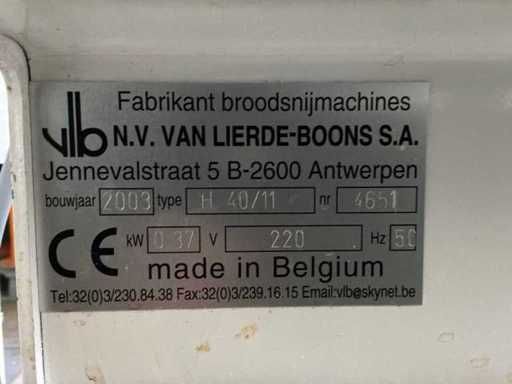 Fabrikant broodsnijmachines
vlb N.V. VAN LIERDE-BOONS S.A.
Jennevalstraat 5 B-2600 Antwerpen
bouwjaar 2003 type H 40/11 nr 4651
CE kW 0.37 V 220 Hz 50
made in Belgium
Tel:32(0)3/230.84.38 Fax:32(0)3/239.16.15 Email:vlb@skynet.be